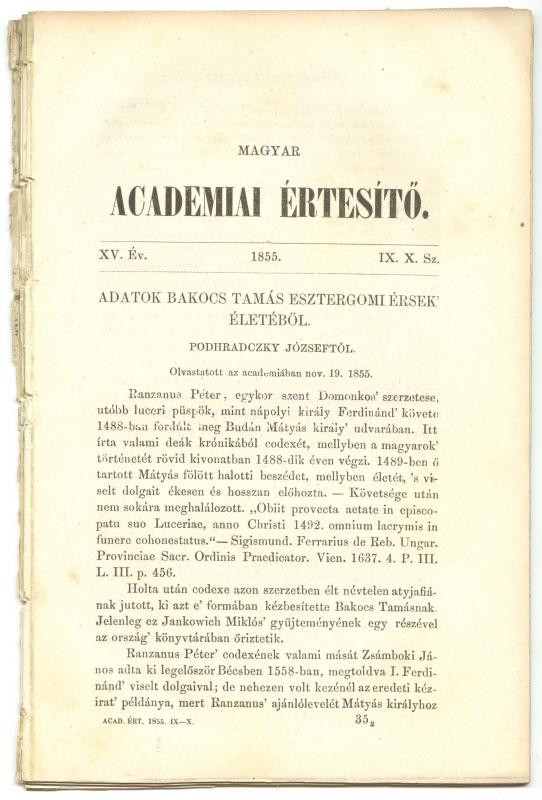 MAGYAR
ACADEMIAI ÉRTESÍTŐ.
XV. Év. 1855. IX. X. Sz.
ADATOK BAKOCS TAMÁS ESZTERGOMI ÉRSEK'
ÉLETÉBŐL.
PODHRADCZKY JÓZSEFTŐL.
Olvastatott az academiában nov. 19. 1855.
Ranzanus Péter, egykor szent Domonkos' szerzetese,
utóbb luceri püspök, mint nápolyi király Ferdinánd' követe
1488-ban fordúlt meg Budán Mátyás király' udvarában. Itt
írta valami deák krónikából codexét, mellyben a magyarok'
történetét rövid kivonatban 1488-dik éven végzi. 1489-ben ő
tartott Mátyás fölött halotti beszédet, mellyben életét, 's vi-
selt dolgait ékesen és hosszan előhozta. — Követsége után
nem sokára meghalálozott. „Obiit provecta aetate in episco-
patu suo Luceriae, anno Christi 1492. omnium lacrymis in
funere cohonestatus.“ — Sigismund. Ferrarius de Reb. Ungar.
Provinciae Sacr. Ordinis Praedicator. Vien. 1637. 4. P. III.
L. III. p. 456.
Holta után codexe azon szerzetben élt névtelen atyjafiá-
nak jutott, ki azt e' formában kézbesítette Bakocs Tamásnak.
Jelenleg ez Jankowich Miklós' gyűjteményének egy részével
az ország' könyvtárában őriztetik.
Ranzanus Péter' codexének valami mását Zsámboki Já-
nos adta ki legelőször Bécsben 1558-ban, megtoldva I. Ferdi-
nánd' viselt dolgaival; de nehezen volt kezénél az eredeti kéz-
irat' példánya, mert Ranzanus' ajánlólevelét Mátyás királyhoz
ACAD. ÉRT. 1855. IX—X. 35₂